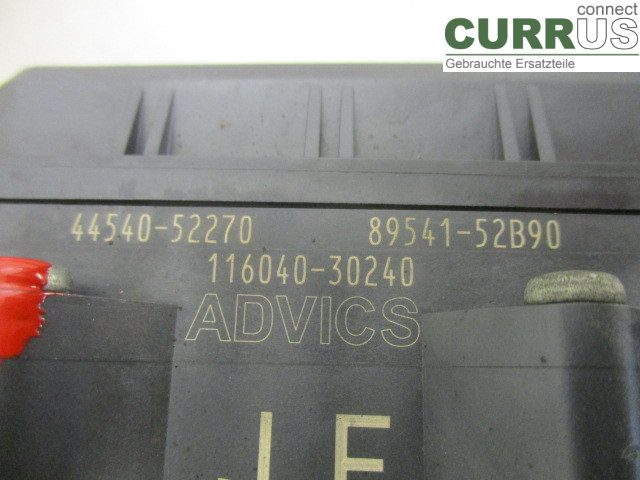 connect
CURRUS
Gebrauchte Ersatzteile
44540-52270 89541-52B90
116040-30240
ADVICS